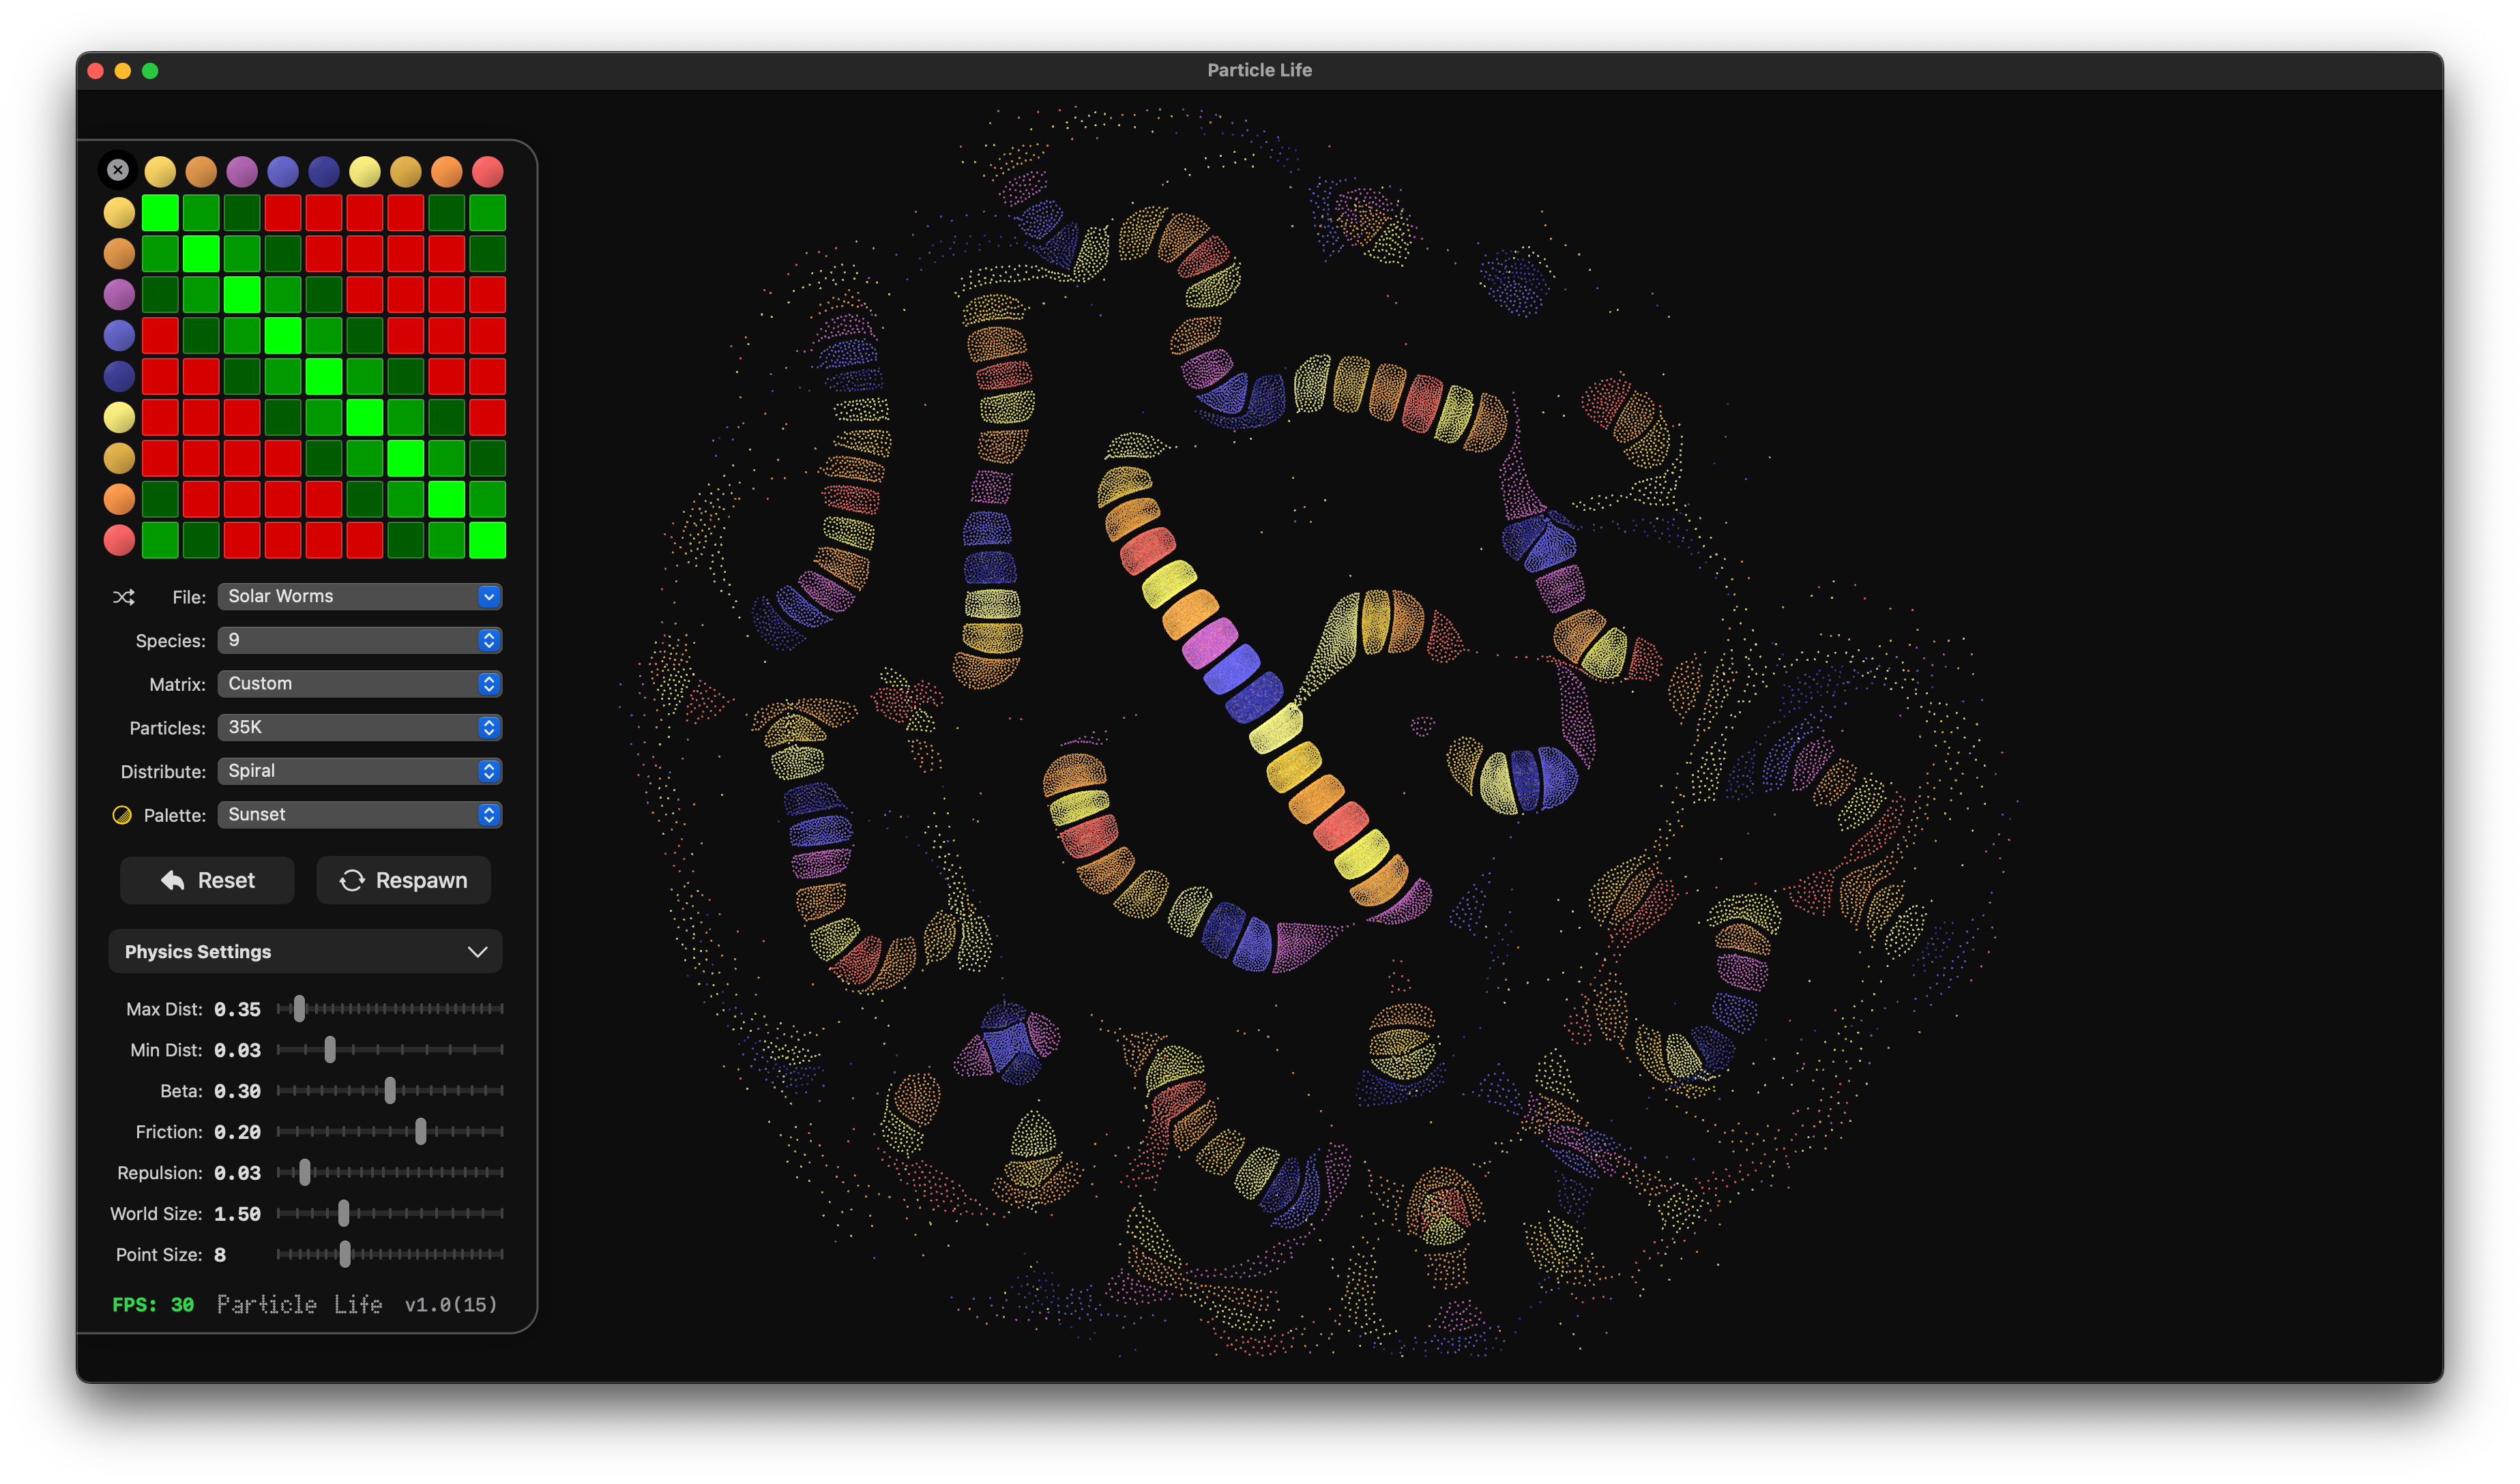 Particle Life
File: Solar Worms
Species: 9
Matrix: Custom
Particles: 35K
Distribute: Spiral
Palette: Sunset
Reset Respawn
Physics Settings
Max Dist: 0.35
Min Dist: 0.03
Beta: 0.30
Friction: 0.20
Repulsion: 0.03
World Size: 1.50
Point Size: 8
FPS: 30 Particle Life v1.0(15)